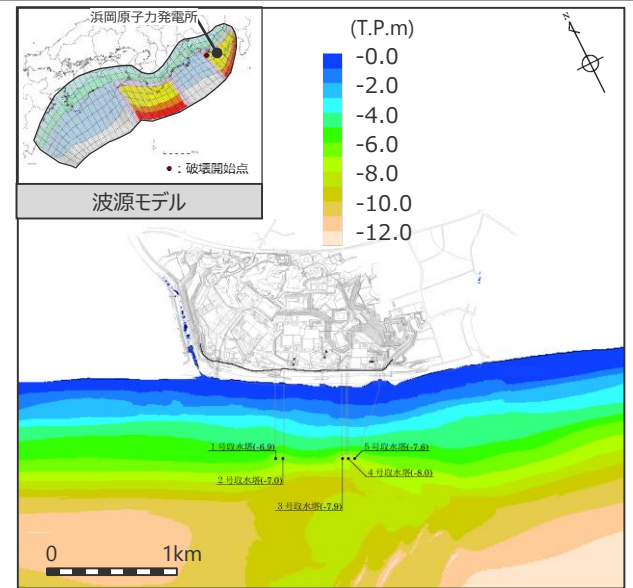 浜岡原子力発電所
●：破壊開始点
波源モデル
(T.P.m)
-0.0
-2.0
-4.0
-6.0
-8.0
-10.0
-12.0
N
1号取水塔(-6.9)
2号取水塔(-7.0)
3号取水塔(-7.9)
5号取水塔(-7.6)
4号取水塔(-8.0)
0 1km